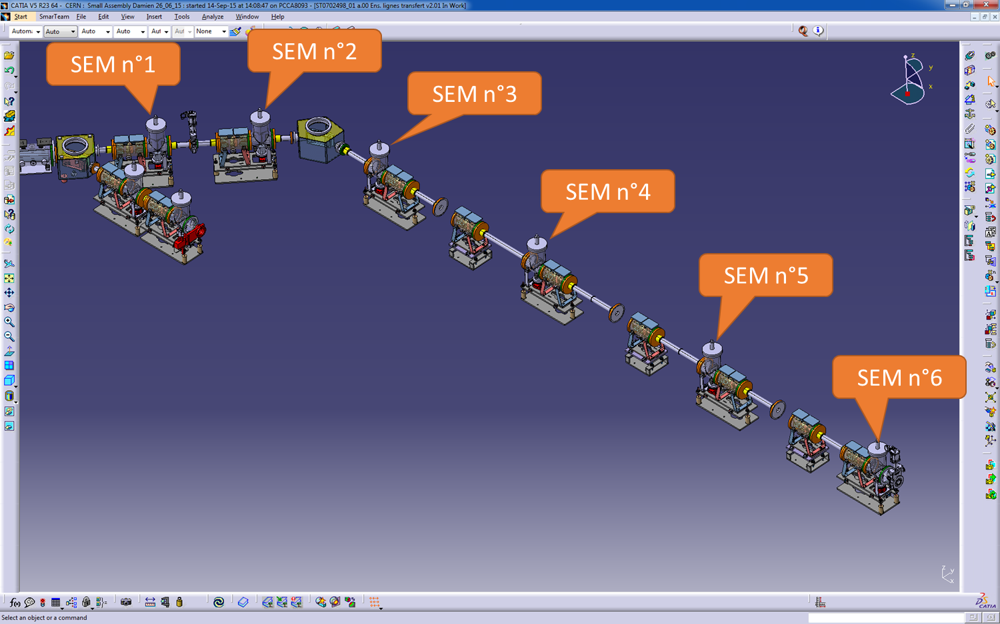 CATIA V5 R23 64 - CERN : Small Assembly Damien 26_06_15 : started 14-Sep-15 at 14:08:47 on PCCA8093 - [ST0702498_01 a.00 Ens. lignes transfert v2.01 In Work]
Start SmarTeam File Edit View Insert Tools Analyze Window Help
Automa Auto Auto Auto Aut Aut None
SEM n°1
SEM n°2
SEM n°3
SEM n°4
SEM n°5
SEM n°6
z
y
x
z
y
x
f(x)
CATIA
Select an object or a command